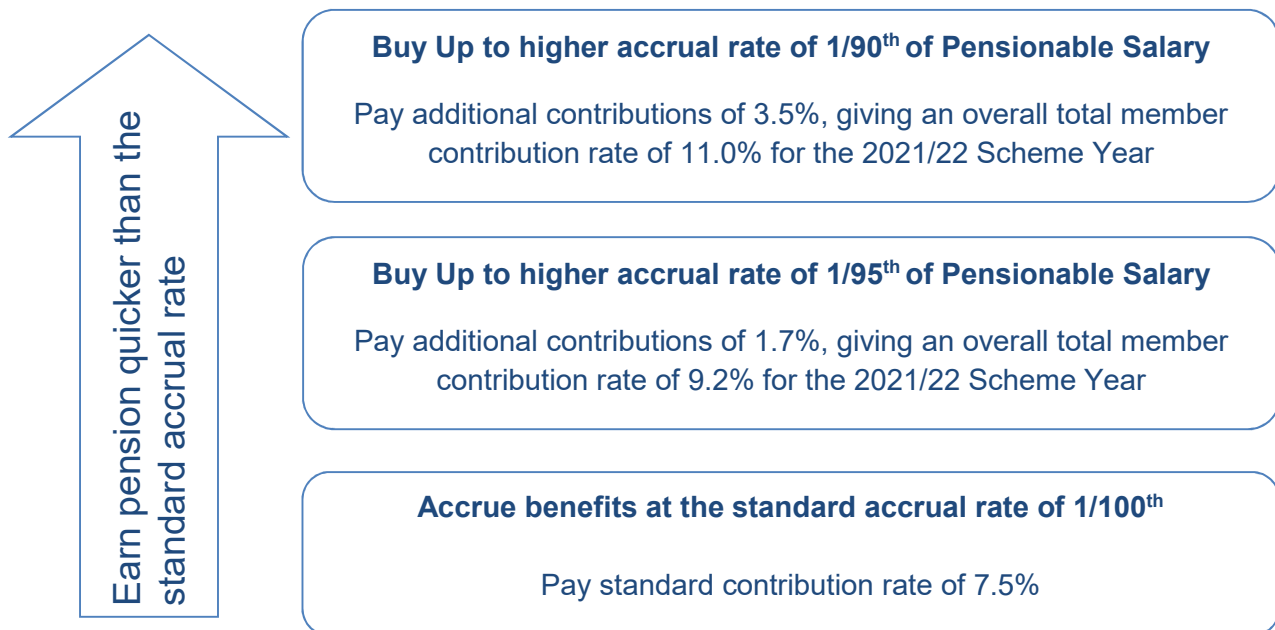 Earn pension quicker than the
standard accrual rate
Buy Up to higher accrual rate of 1/90th of Pensionable Salary
Pay additional contributions of 3.5%, giving an overall total member
contribution rate of 11.0% for the 2021/22 Scheme Year
Buy Up to higher accrual rate of 1/95th of Pensionable Salary
Pay additional contributions of 1.7%, giving an overall total member
contribution rate of 9.2% for the 2021/22 Scheme Year
Accrue benefits at the standard accrual rate of 1/100th
Pay standard contribution rate of 7.5%